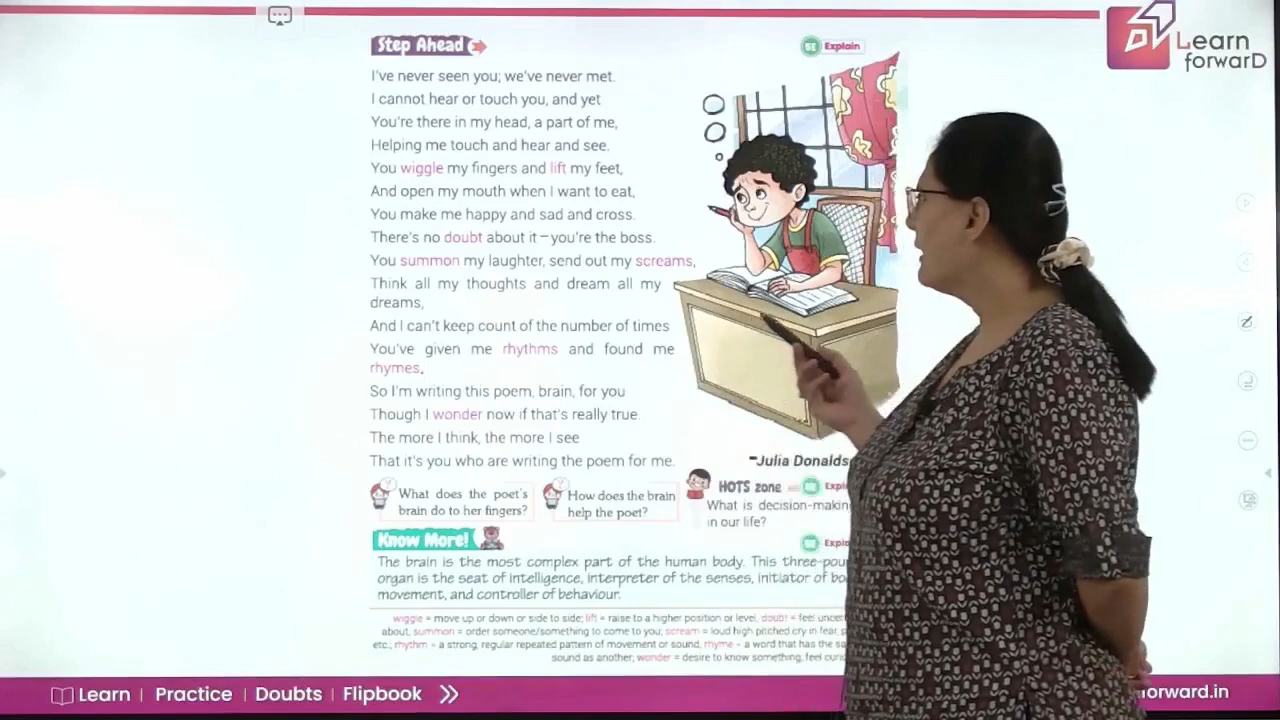 Learn
forwarD
Step Ahead
SE Explain
I've never seen you; we've never met.
I cannot hear or touch you, and yet
You're there in my head, a part of me,
Helping me touch and hear and see.
You wiggle my fingers and lift my feet,
And open my mouth when I want to eat,
You make me happy and sad and cross.
There's no doubt about it–you're the boss.
You summon my laughter, send out my screams,
Think all my thoughts and dream all my
dreams,
And I can't keep count of the number of times
You've given me rhythms and found me
rhymes.
So I'm writing this poem, brain, for you
Though I wonder now if that's really true.
The more I think, the more I see
That it's you who are writing the poem for me.
–Julia Donalds
What does the poet's
brain do to her fingers?
How does the brain
help the poet?
HOTS zone
What is decision-making
in our life?
Know More!
The brain is the most complex part of the human body. This three-pou
organ is the seat of intelligence, interpreter of the senses, initiator of bo
movement, and controller of behaviour.
wiggle = move up or down or side to side; lift = raise to a higher position or level, doubt = feel uncert
about, summon = order someone/something to come to you; scream = loud high pitched cry in fear, p
etc.; rhythm = a strong, regular repeated pattern of movement or sound, rhyme = a word that has the sa
sound as another; wonder = desire to know something, feel curi
Learn | Practice | Doubts | Flipbook
forward.in